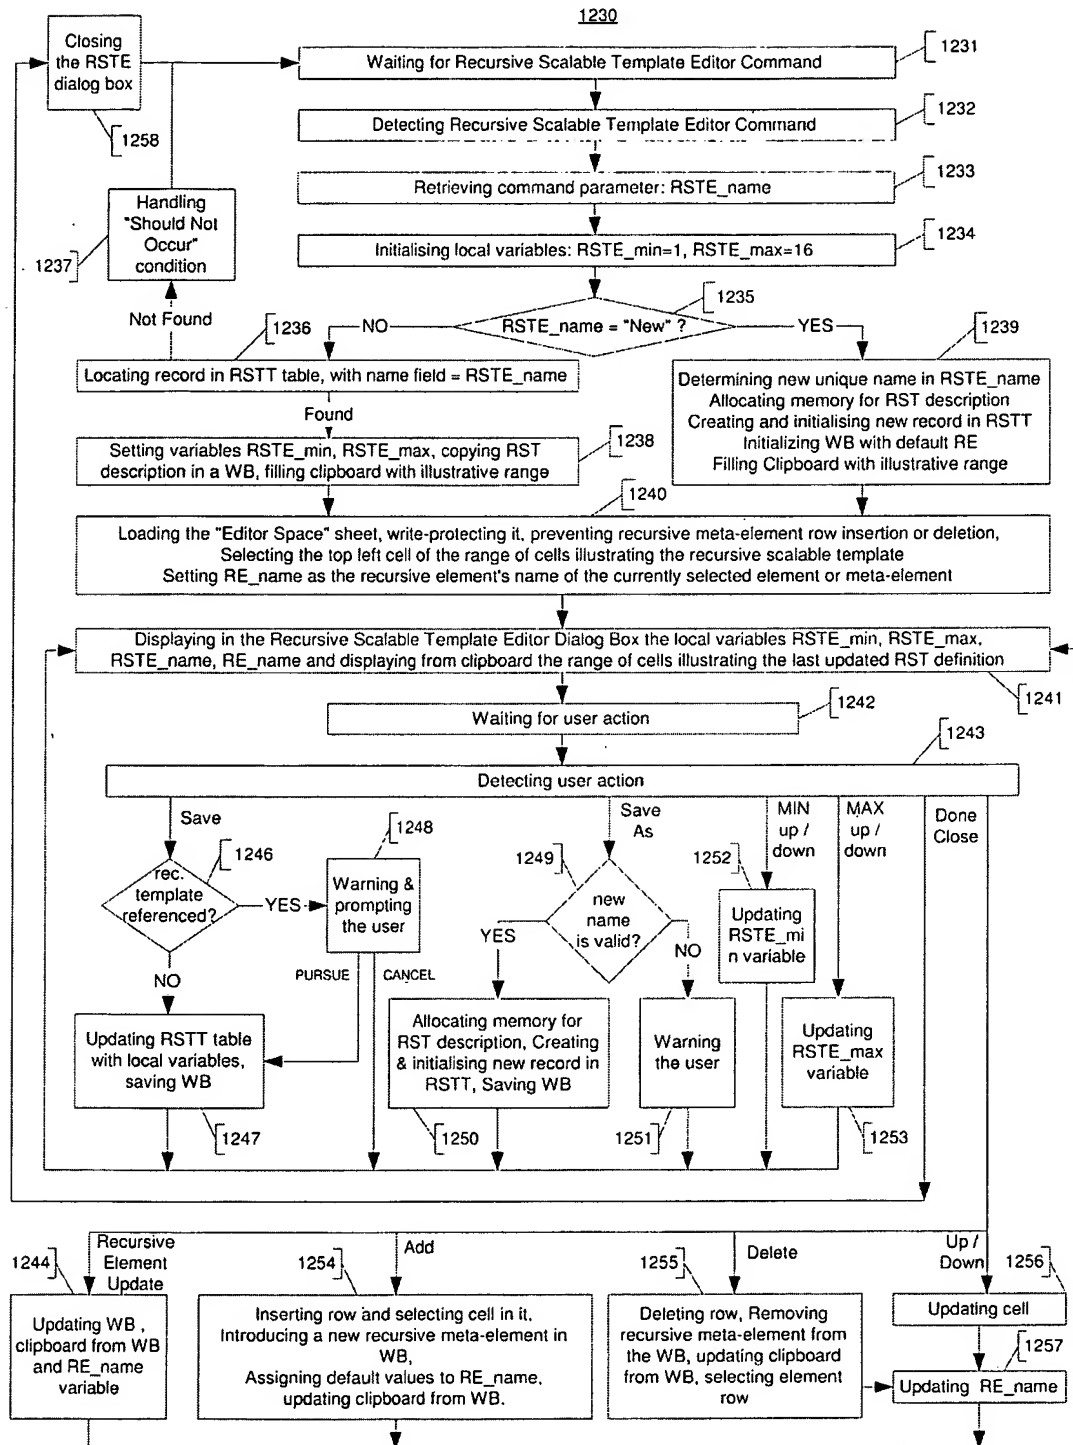 1230
Closing
the RSTE
dialog box
1258
Waiting for Recursive Scalable Template Editor Command
1231
Detecting Recursive Scalable Template Editor Command
1232
Retrieving command parameter: RSTE_name
1233
Initialising local variables: RSTE_min=1, RSTE_max=16
1234
Handling
"Should Not
Occur"
condition
1237
Not Found
1236
NO
RSTE_name = "New" ?
1235
YES
1239
Locating record in RSTT table, with name field = RSTE_name
Found
Setting variables RSTE_min, RSTE_max, copying RST
description in a WB, filling clipboard with illustrative range
1238
Determining new unique name in RSTE_name
Allocating memory for RST description
Creating and initialising new record in RSTT
Initializing WB with default RE
Filling Clipboard with illustrative range
1240
Loading the "Editor Space" sheet, write-protecting it, preventing recursive meta-element row insertion or deletion,
Selecting the top left cell of the range of cells illustrating the recursive scalable template
Setting RE_name as the recursive element's name of the currently selected element or meta-element
Displaying in the Recursive Scalable Template Editor Dialog Box the local variables RSTE_min, RSTE_max,
RSTE_name, RE_name and displaying from clipboard the range of cells illustrating the last updated RST definition
1241
Waiting for user action
1242
Detecting user action
1243
Save
rec.
template
referenced?
1246
YES
NO
Warning &
prompting
the user
1248
PURSUE
CANCEL
Updating RSTT table
with local variables,
saving WB
1247
Save
As
1249
new
name
is valid?
YES
NO
Allocating memory for
RST description, Creating
& initialising new record in
RSTT, Saving WB
1250
Warning
the user
1251
MIN
up /
down
1252
Updating
RSTE_mi
n variable
MAX
up /
down
Updating
RSTE_max
variable
1253
Done
Close
1244
Recursive
Element
Update
Updating WB ,
clipboard from WB
and RE_name
variable
1254
Add
Inserting row and selecting cell in it,
Introducing a new recursive meta-element in
WB,
Assigning default values to RE_name,
updating clipboard from WB.
1255
Delete
Deleting row, Removing
recursive meta-element from
the WB, updating clipboard
from WB, selecting element
row
Up /
Down
1256
Updating cell
1257
Updating RE_name